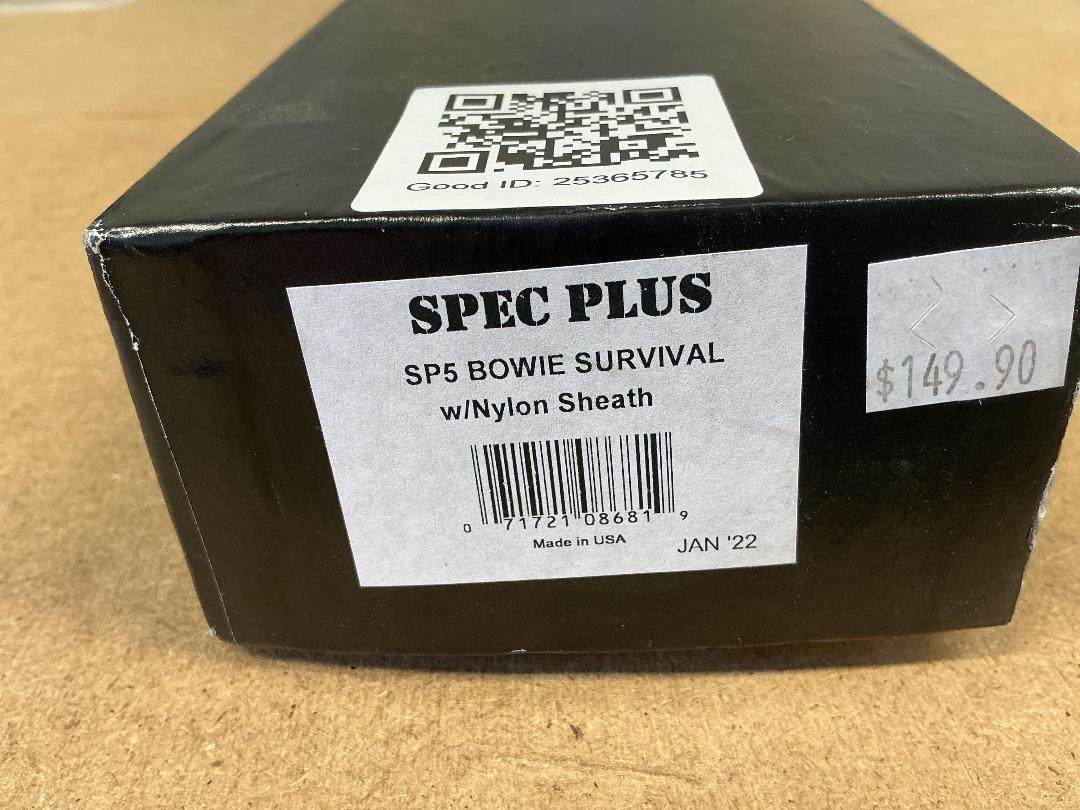 Good ID: 25365785
SPEC PLUS
SP5 BOWIE SURVIVAL
w/Nylon Sheath
0 71721 08681 9
Made in USA
JAN '22
$149.90